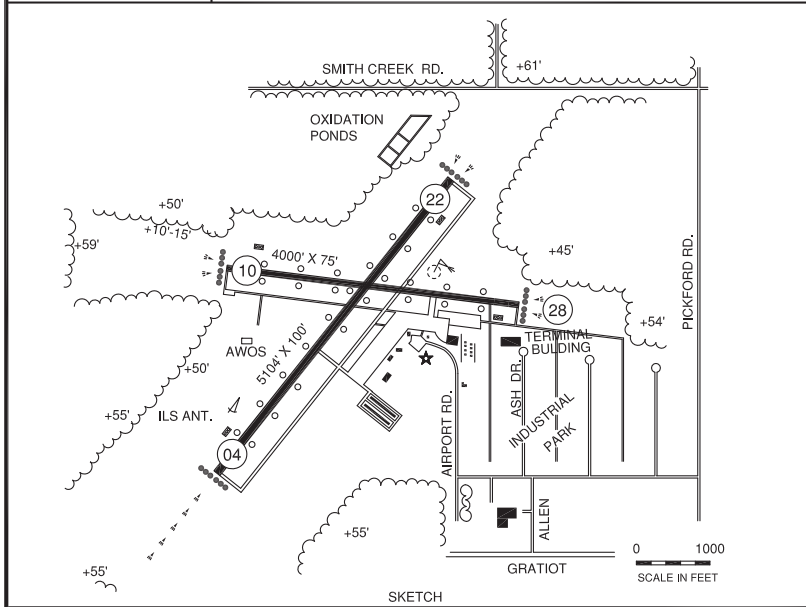 SMITH CREEK RD.
+61'
OXIDATION
PONDS
22
+50'
+10'-15'
+59'
4000' X 75'
10
+45'
PICKFORD RD.
28
+54'
TERMINAL
BULDING
AWOS
5104' X 100'
+50'
ILS ANT.
+55'
04
AIRPORT RD.
ASH DR.
INDUSTRIAL
PARK
+55'
ALLEN
GRATIOT
+55'
0 1000
SCALE IN FEET
SKETCH